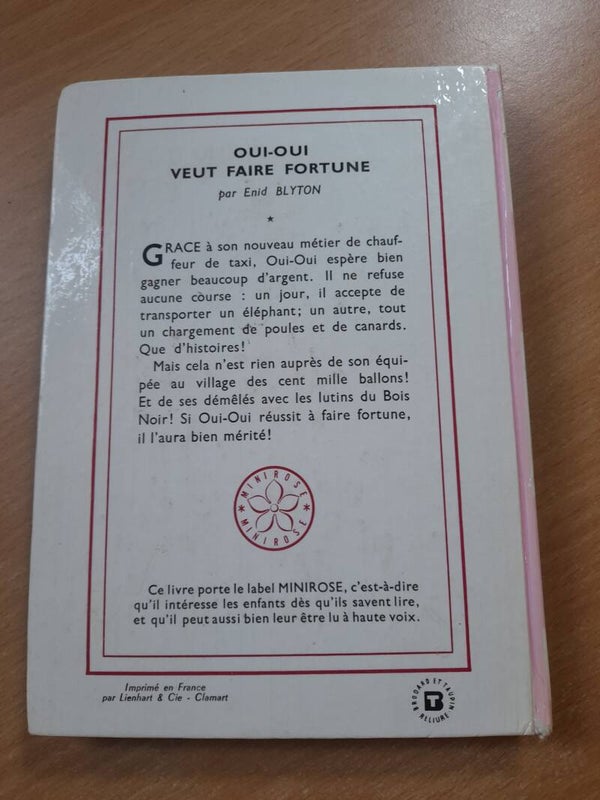 OUI-OUI
VEUT FAIRE FORTUNE
par Enid BLYTON
★
GRACE à son nouveau métier de chauf-
feur de taxi, Oui-Oui espère bien
gagner beaucoup d'argent. Il ne refuse
aucune course : un jour, il accepte de
transporter un éléphant; un autre, tout
un chargement de poules et de canards.
Que d'histoires!
Mais cela n'est rien auprès de son équi-
pée au village des cent mille ballons!
Et de ses démêlés avec les lutins du Bois
Noir! Si Oui-Oui réussit à faire fortune,
il l'aura bien mérité!
MINIROSE ★ MINIROSE ★
Ce livre porte le label MINIROSE, c'est-à-dire
qu'il intéresse les enfants dès qu'ils savent lire,
et qu'il peut aussi bien leur être lu à haute voix.
Imprimé en France
par Lienhart & Cie - Clamart
BRODARD ET TAUPIN
BT
RELIURE